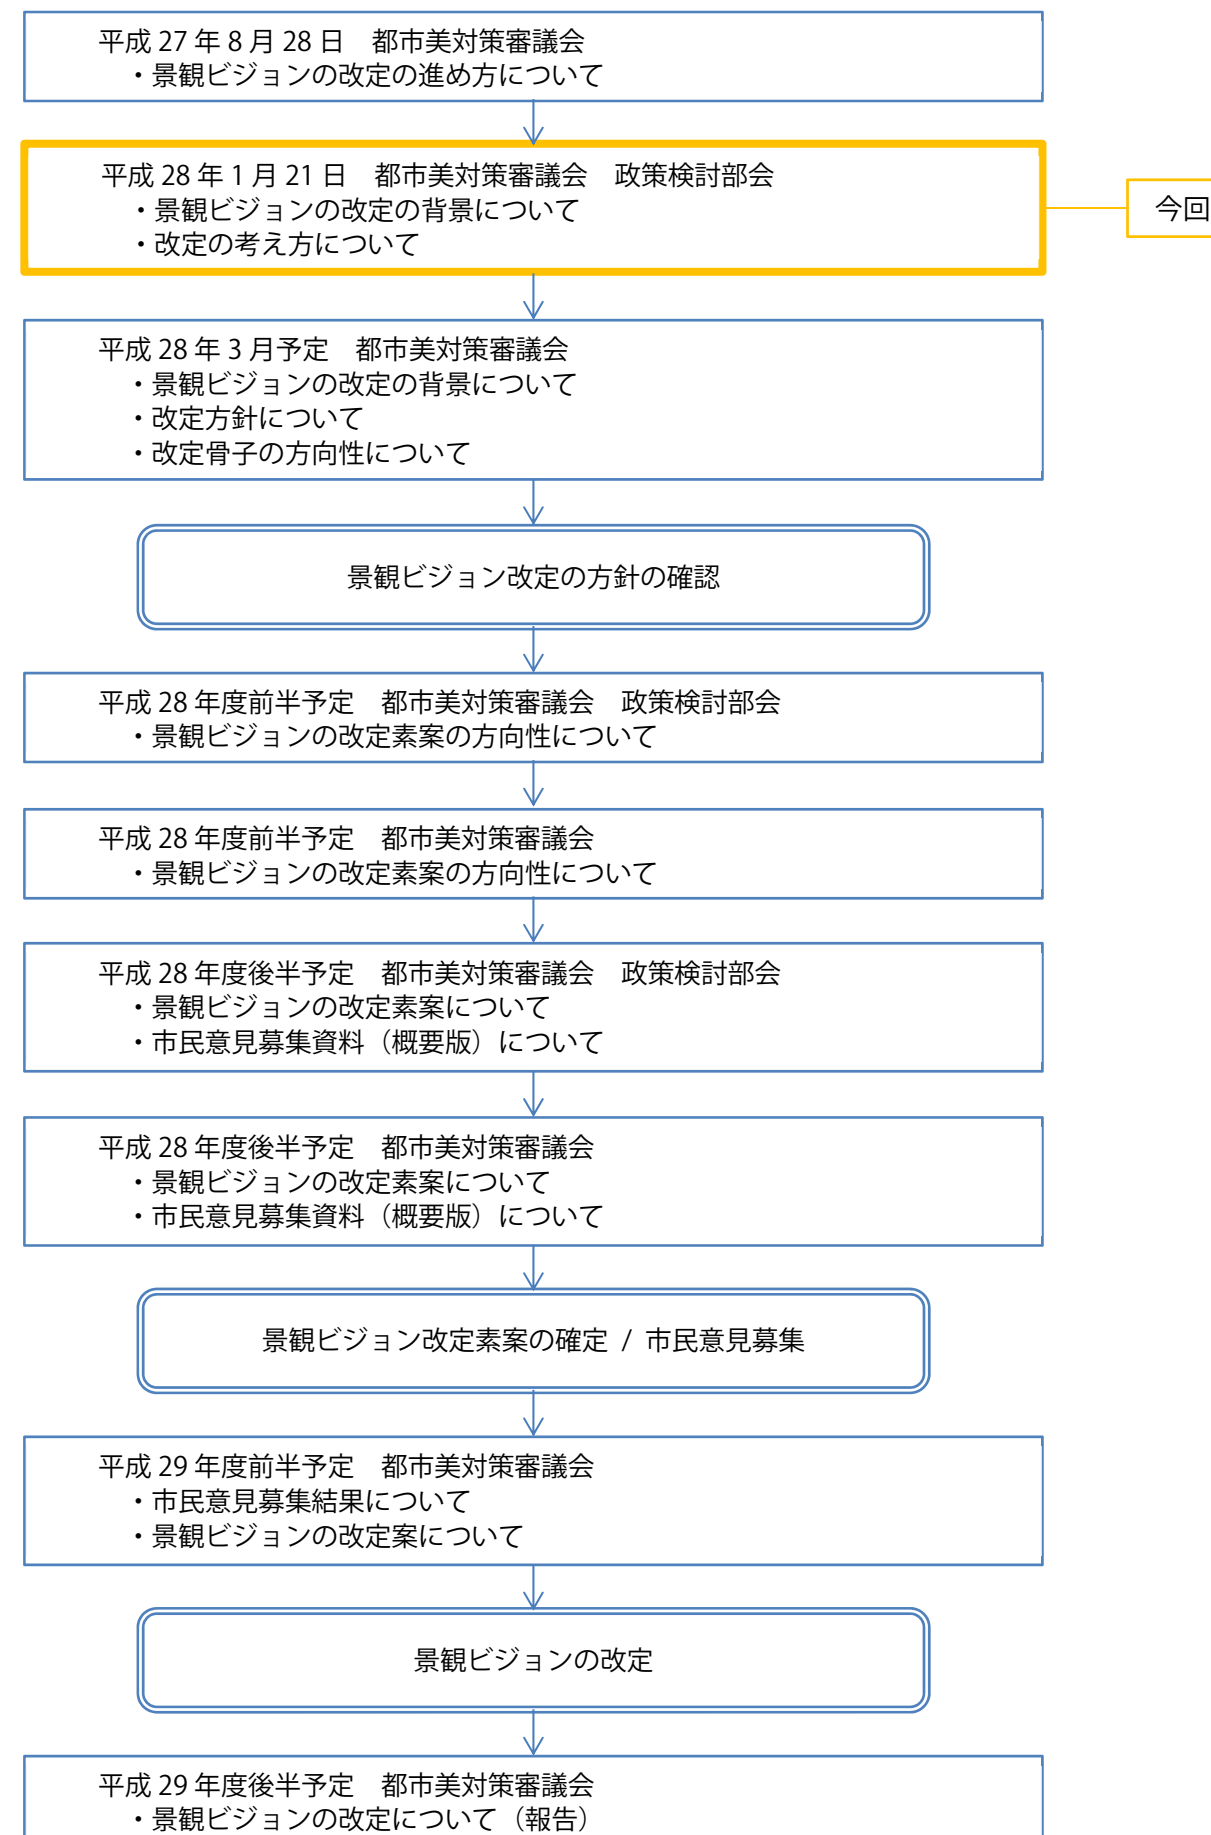 平成 27 年 8 月 28 日　都市美対策審議会
・景観ビジョンの改定の進め方について
平成 28 年 1 月 21 日　都市美対策審議会　政策検討部会
・景観ビジョンの改定の背景について
・改定の考え方について
今回
平成 28 年 3 月予定　都市美対策審議会
・景観ビジョンの改定の背景について
・改定方針について
・改定骨子の方向性について
景観ビジョン改定の方針の確認
平成 28 年度前半予定　都市美対策審議会　政策検討部会
・景観ビジョンの改定素案の方向性について
平成 28 年度前半予定　都市美対策審議会
・景観ビジョンの改定素案の方向性について
平成 28 年度後半予定　都市美対策審議会　政策検討部会
・景観ビジョンの改定素案について
・市民意見募集資料（概要版）について
平成 28 年度後半予定　都市美対策審議会
・景観ビジョンの改定素案について
・市民意見募集資料（概要版）について
景観ビジョン改定素案の確定 / 市民意見募集
平成 29 年度前半予定　都市美対策審議会
・市民意見募集結果について
・景観ビジョンの改定案について
景観ビジョンの改定
平成 29 年度後半予定　都市美対策審議会
・景観ビジョンの改定について（報告）